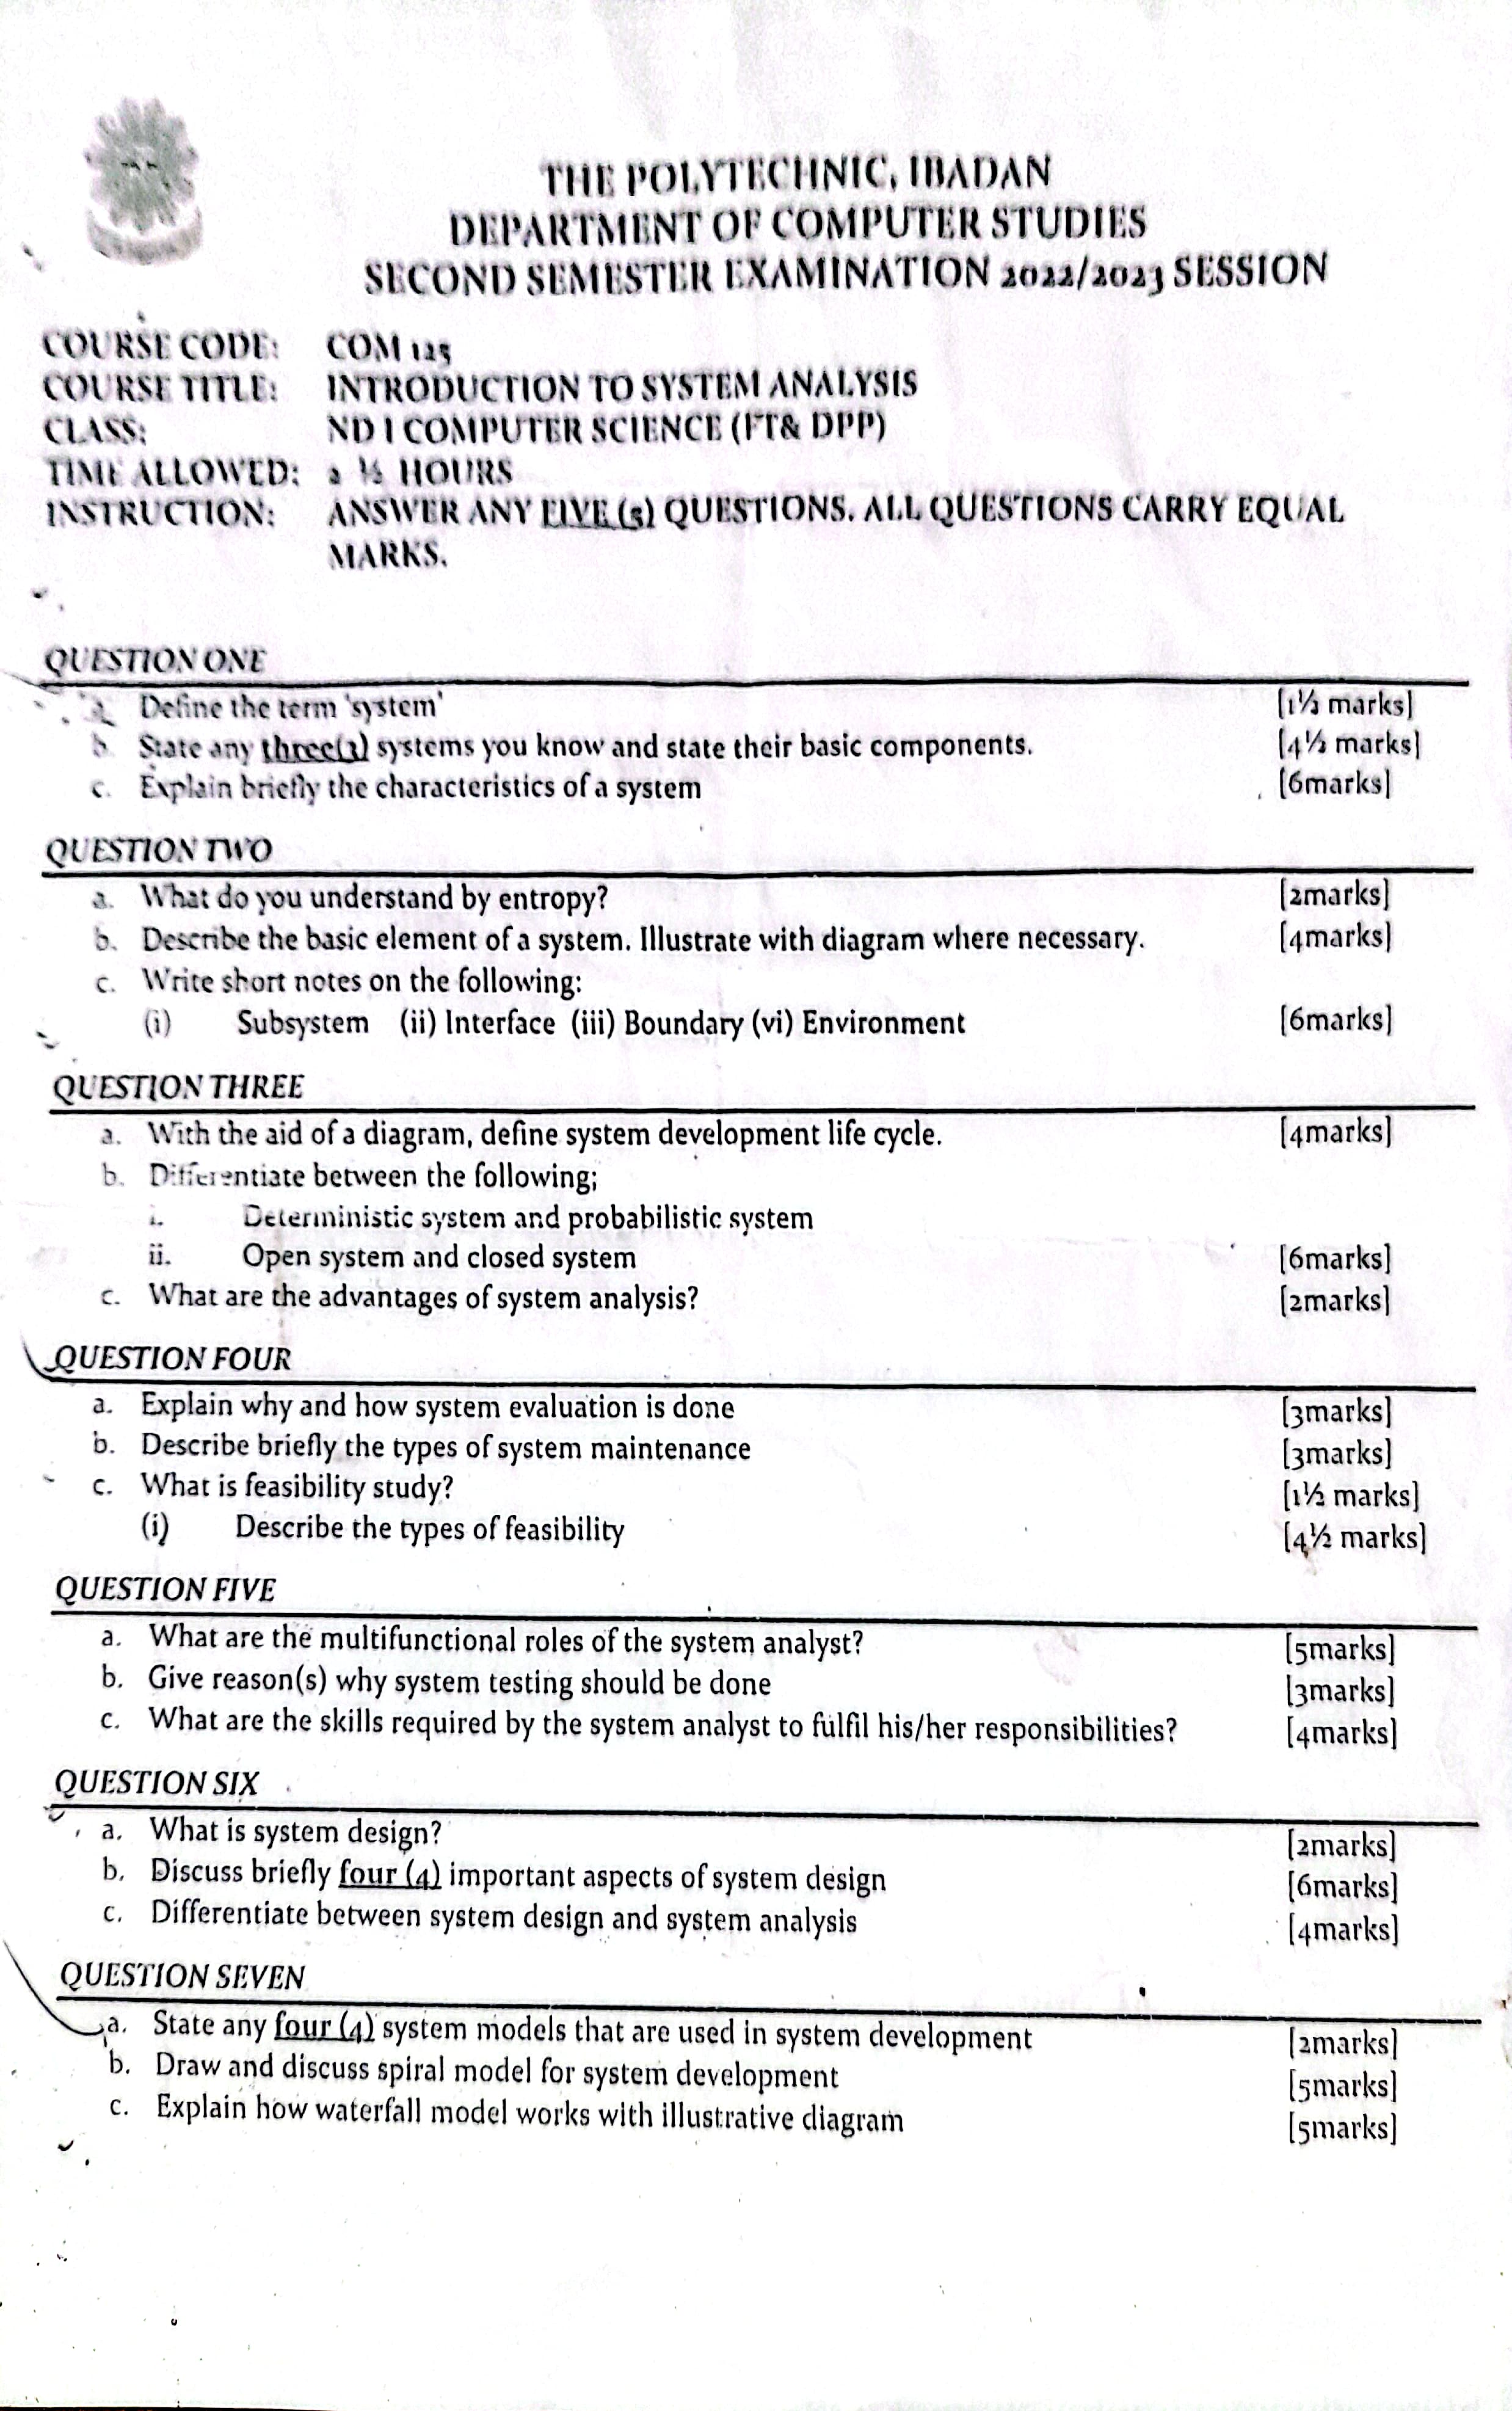 THE POLYTECHNIC, IBADAN
DEPARTMENT OF COMPUTER STUDIES
SECOND SEMESTER EXAMINATION 2022/2023 SESSION
COURSE CODE: COM 125
COURSE TITLE: INTRODUCTION TO SYSTEM ANALYSIS
CLASS: ND I COMPUTER SCIENCE (FT& DPP)
TIME ALLOWED: 2 ½ HOURS
INSTRUCTION: ANSWER ANY FIVE (5) QUESTIONS. ALL QUESTIONS CARRY EQUAL
MARKS.
QUESTION ONE
a. Define the term 'system' [1½ marks]
b. State any three(3) systems you know and state their basic components. [4½ marks]
c. Explain briefly the characteristics of a system [6marks]
QUESTION TWO
a. What do you understand by entropy? [2marks]
b. Describe the basic element of a system. Illustrate with diagram where necessary. [4marks]
c. Write short notes on the following:
(i) Subsystem (ii) Interface (iii) Boundary (vi) Environment [6marks]
QUESTION THREE
a. With the aid of a diagram, define system development life cycle. [4marks]
b. Differentiate between the following;
i. Deterministic system and probabilistic system
ii. Open system and closed system [6marks]
c. What are the advantages of system analysis? [2marks]
QUESTION FOUR
a. Explain why and how system evaluation is done [3marks]
b. Describe briefly the types of system maintenance [3marks]
c. What is feasibility study? [1½ marks]
(i) Describe the types of feasibility [4½ marks]
QUESTION FIVE
a. What are the multifunctional roles of the system analyst? [5marks]
b. Give reason(s) why system testing should be done [3marks]
c. What are the skills required by the system analyst to fulfil his/her responsibilities? [4marks]
QUESTION SIX
a. What is system design? [2marks]
b. Discuss briefly four (4) important aspects of system design [6marks]
c. Differentiate between system design and system analysis [4marks]
QUESTION SEVEN
a. State any four (4) system models that are used in system development [2marks]
b. Draw and discuss spiral model for system development [5marks]
c. Explain how waterfall model works with illustrative diagram [5marks]